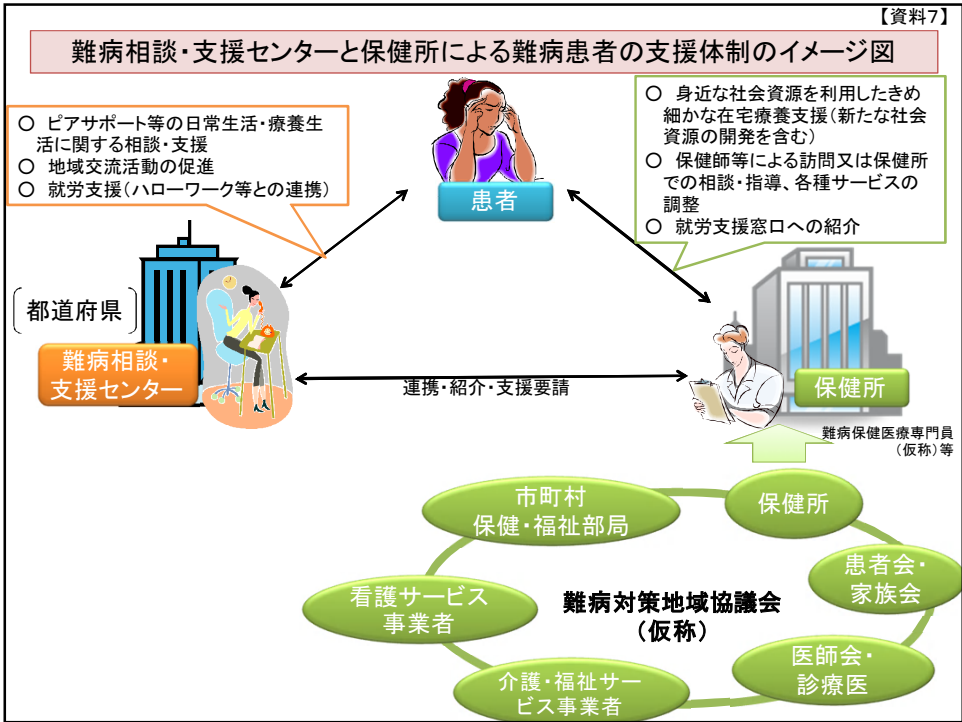 【資料7】
難病相談・支援センターと保健所による難病患者の支援体制のイメージ図
○ ピアサポート等の日常生活・療養生
活に関する相談・支援
○ 地域交流活動の促進
○ 就労支援(ハローワーク等との連携)
○ 身近な社会資源を利用したきめ
細かな在宅療養支援(新たな社会
資源の開発を含む)
○ 保健師等による訪問又は保健所
での相談・指導、各種サービスの
調整
○ 就労支援窓口への紹介
患者
都道府県
難病相談・
支援センター
連携・紹介・支援要請
保健所
難病保健医療専門員
(仮称)等
市町村
保健・福祉部局
保健所
患者会・
家族会
看護サービス
事業者
難病対策地域協議会
(仮称)
医師会・
診療医
介護・福祉サー
ビス事業者